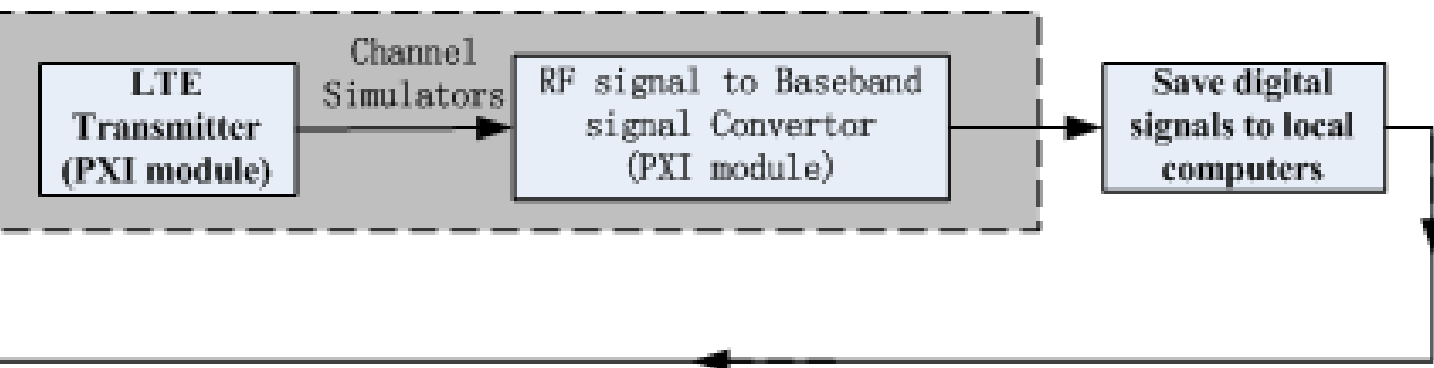 LTE
Transmitter
(PXI module)
Channel
Simulators
RF signal to Baseband
signal Convertor
(PXI module)
Save digital
signals to local
computers